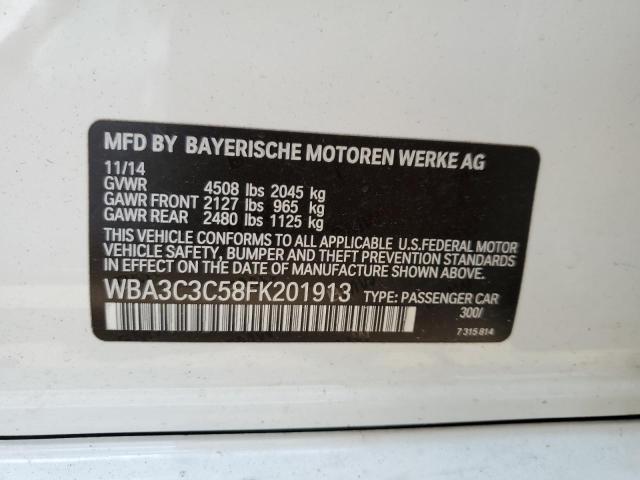 MFD BY BAYERISCHE MOTOREN WERKE AG
11/14
GVWR 4508 lbs 2045 kg
GAWR FRONT 2127 lbs 965 kg
GAWR REAR 2480 lbs 1125 kg
THIS VEHICLE CONFORMS TO ALL APPLICABLE U.S.FEDERAL MOTOR
VEHICLE SAFETY, BUMPER AND THEFT PREVENTION STANDARDS
IN EFFECT ON THE DATE OF MANUFACTURE SHOWN ABOVE.
WBA3C3C58FK201913 TYPE: PASSENGER CAR
300/
7 315 814